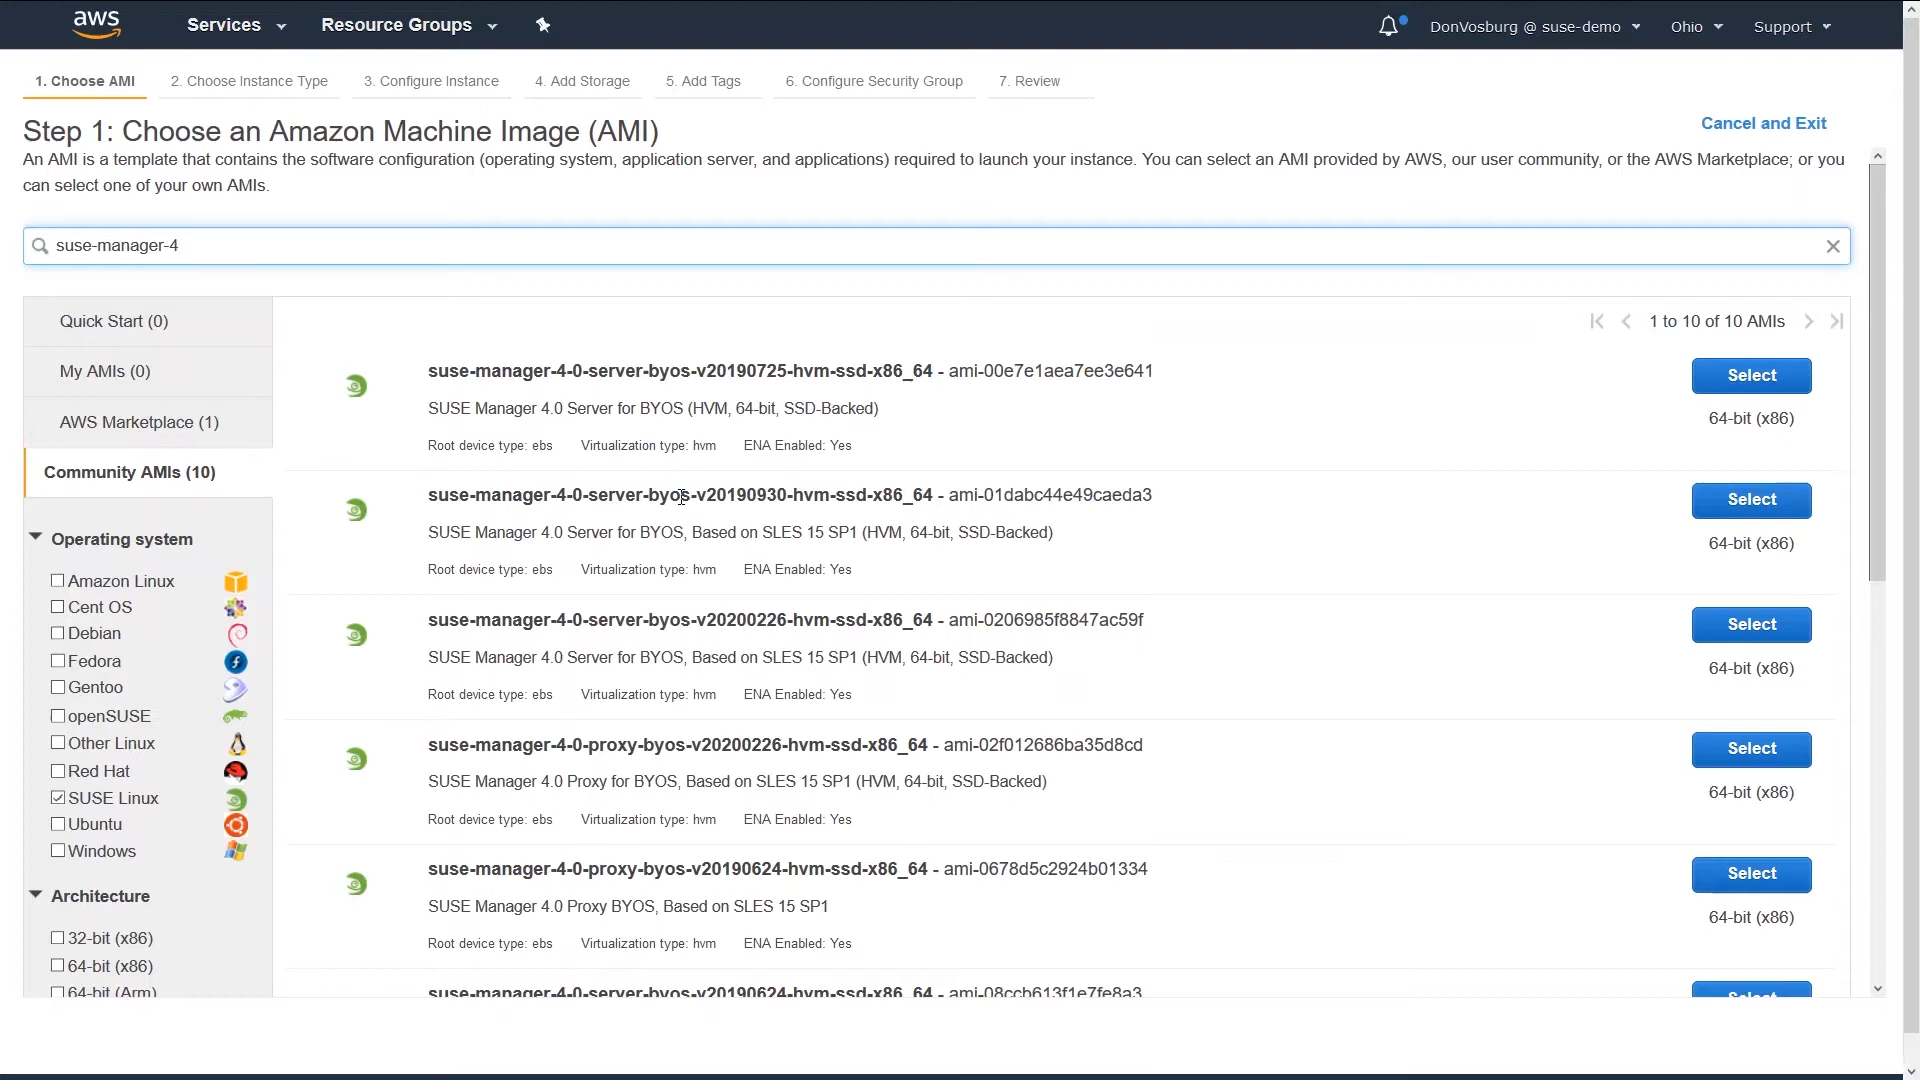 aws
Services
Resource Groups
DonVosburg @ suse-demo
Ohio
Support
1. Choose AMI
2. Choose Instance Type
3. Configure Instance
4. Add Storage
5. Add Tags
6. Configure Security Group
7. Review
Step 1: Choose an Amazon Machine Image (AMI)
Cancel and Exit
An AMI is a template that contains the software configuration (operating system, application server, and applications) required to launch your instance. You can select an AMI provided by AWS, our user community, or the AWS Marketplace; or you
can select one of your own AMIs.
suse-manager-4
Quick Start (0)
My AMIs (0)
AWS Marketplace (1)
Community AMIs (10)
Operating system
Amazon Linux
Cent OS
Debian
Fedora
Gentoo
openSUSE
Other Linux
Red Hat
SUSE Linux
Ubuntu
Windows
Architecture
32-bit (x86)
64-bit (x86)
64-bit (Arm)
1 to 10 of 10 AMIs
suse-manager-4-0-server-byos-v20190725-hvm-ssd-x86_64 - ami-00e7e1aea7ee3e641
SUSE Manager 4.0 Server for BYOS (HVM, 64-bit, SSD-Backed)
Root device type: ebs Virtualization type: hvm ENA Enabled: Yes
Select
64-bit (x86)
suse-manager-4-0-server-byos-v20190930-hvm-ssd-x86_64 - ami-01dabc44e49caeda3
SUSE Manager 4.0 Server for BYOS, Based on SLES 15 SP1 (HVM, 64-bit, SSD-Backed)
Root device type: ebs Virtualization type: hvm ENA Enabled: Yes
Select
64-bit (x86)
suse-manager-4-0-server-byos-v20200226-hvm-ssd-x86_64 - ami-0206985f8847ac59f
SUSE Manager 4.0 Server for BYOS, Based on SLES 15 SP1 (HVM, 64-bit, SSD-Backed)
Root device type: ebs Virtualization type: hvm ENA Enabled: Yes
Select
64-bit (x86)
suse-manager-4-0-proxy-byos-v20200226-hvm-ssd-x86_64 - ami-02f012686ba35d8cd
SUSE Manager 4.0 Proxy for BYOS, Based on SLES 15 SP1 (HVM, 64-bit, SSD-Backed)
Root device type: ebs Virtualization type: hvm ENA Enabled: Yes
Select
64-bit (x86)
suse-manager-4-0-proxy-byos-v20190624-hvm-ssd-x86_64 - ami-0678d5c2924b01334
SUSE Manager 4.0 Proxy BYOS, Based on SLES 15 SP1
Root device type: ebs Virtualization type: hvm ENA Enabled: Yes
Select
64-bit (x86)
suse-manager-4-0-server-byos-v20190624-hvm-ssd-x86_64 - ami-08ccb613f1e7fe8a3
Select